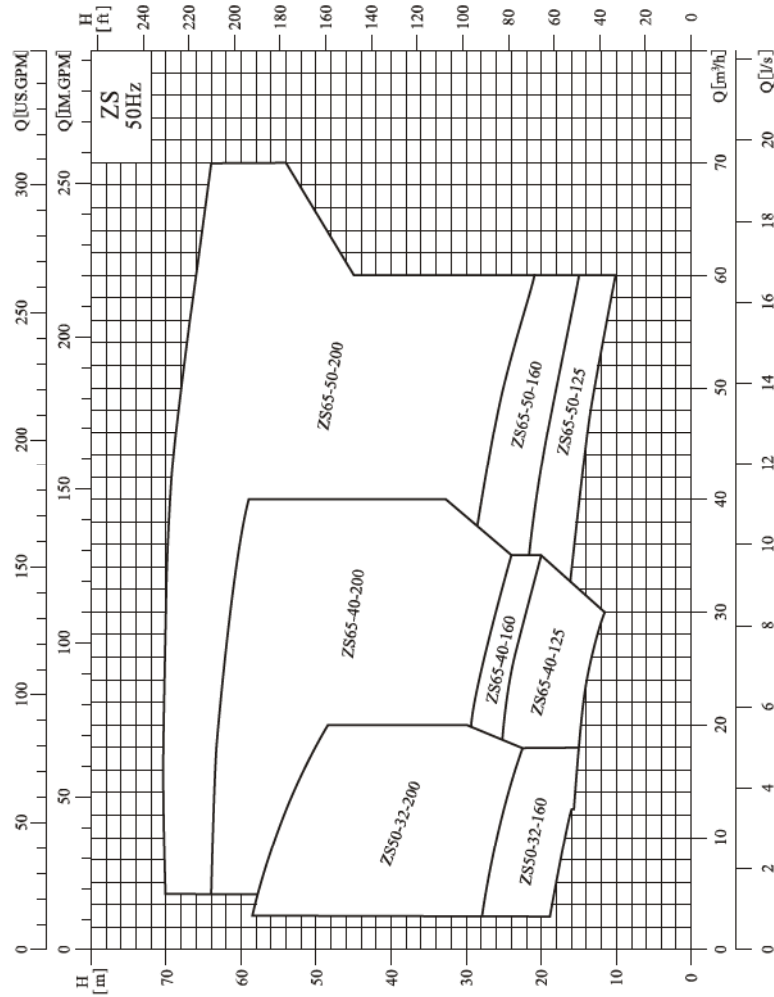 0 50 100 150 200 250 300 Q[US.GPM]
0 50 100 150 200 250 Q[IM.GPM]
H
[m]
H
[ft]
ZS
50Hz
240
70
220
200
60
180
ZS65-50-200
50
160
ZS65-40-200
140
ZS50-32-200
40
120
30
100
80
ZS65-50-160
ZS65-40-160
20
ZS50-32-160
ZS65-40-125
ZS65-50-125
60
10
40
20
0
0
0 10 20 30 40 50 60 70 Q[m³/h]
0 2 4 6 8 10 12 14 16 18 20 Q[l/s]